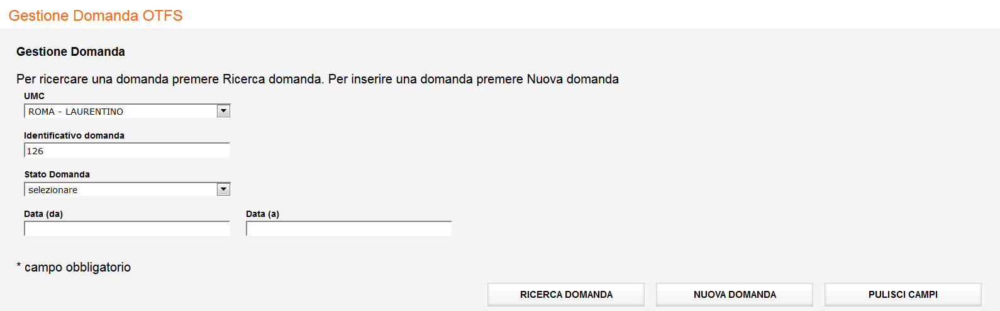 Gestione Domanda OTFS
Gestione Domanda
Per ricercare una domanda premere Ricerca domanda. Per inserire una domanda premere Nuova domanda
UMC
ROMA - LAURENTINO
Identificativo domanda
126
Stato Domanda
selezionare
Data (da) Data (a)
* campo obbligatorio
RICERCA DOMANDA NUOVA DOMANDA PULISCI CAMPI